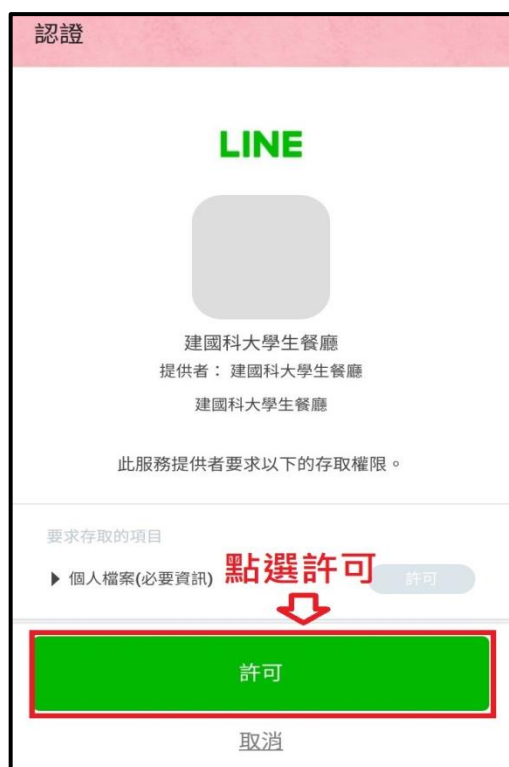 認證
LINE
建國科大學生餐廳
提供者： 建國科大學生餐廳
建國科大學生餐廳
此服務提供者要求以下的存取權限。
要求存取的項目
▶ 個人檔案(必要資訊) 點選許可 許可
許可
取消